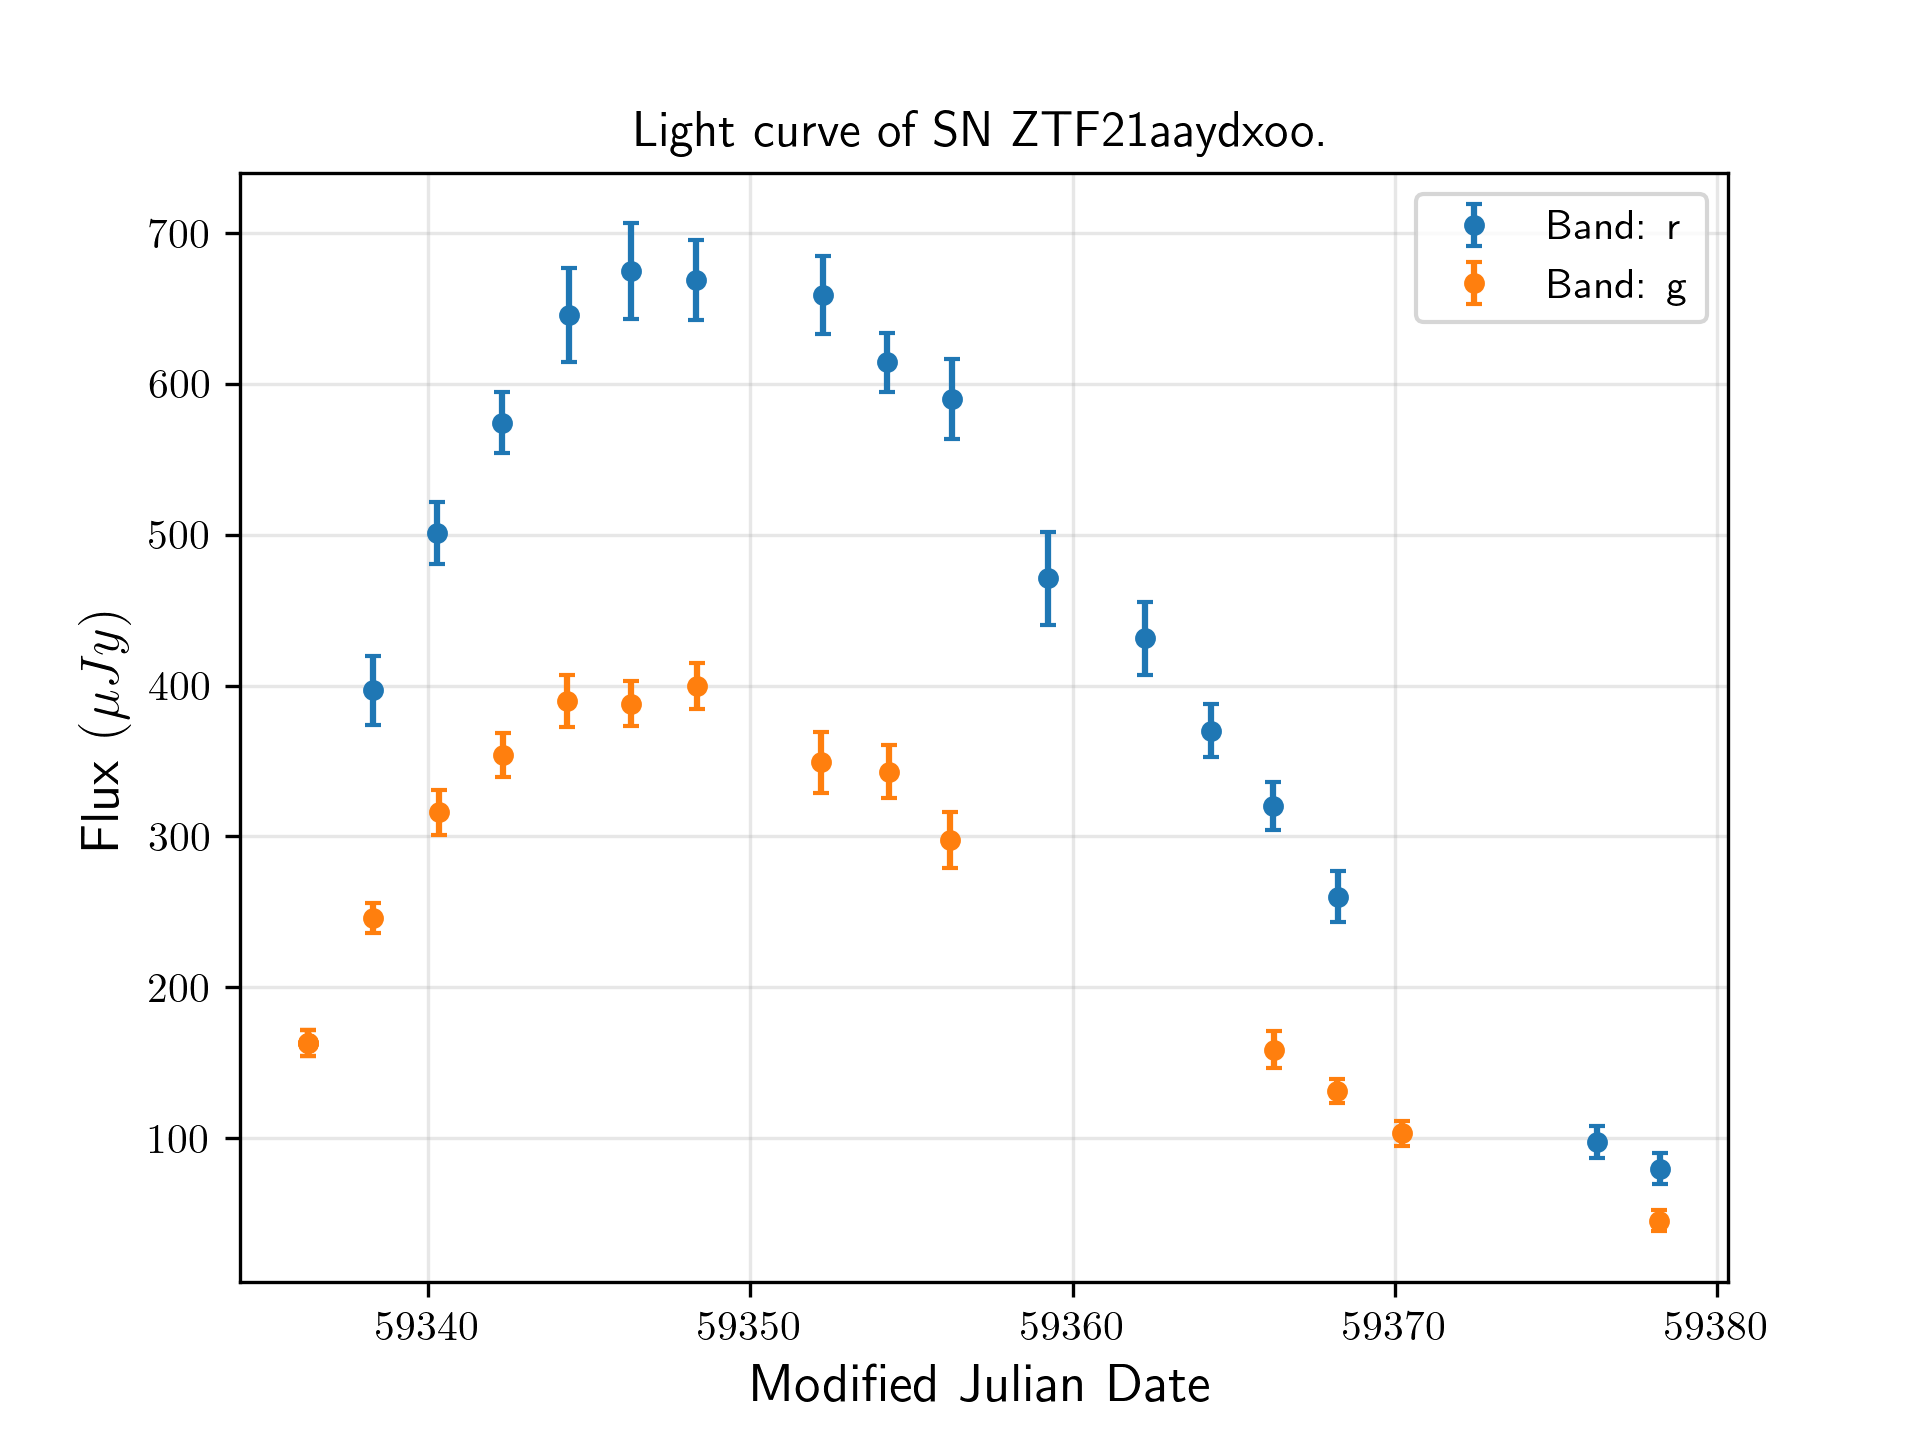 Light curve of SN ZTF21aaydxoo.
Band: r
Band: g
700
600
500
400
300
200
100
Flux (μJy)
59340 59350 59360 59370 59380
Modified Julian Date